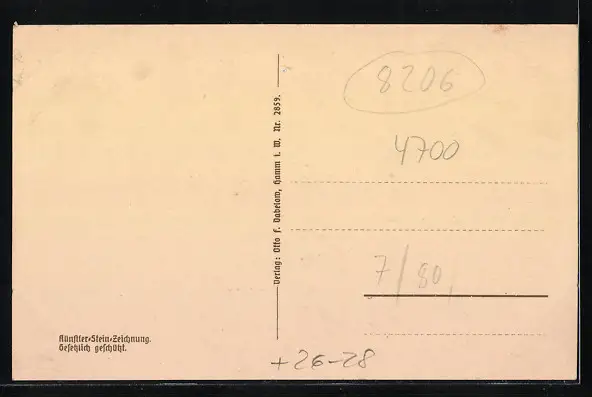 8206
4700
Verlag: Otto F. Dabelow, Hamm i. W. Nr. 2859.
7/80,
Künstler-Stein-Zeichnung.
Gesetzlich geschützt.
+ 26-28